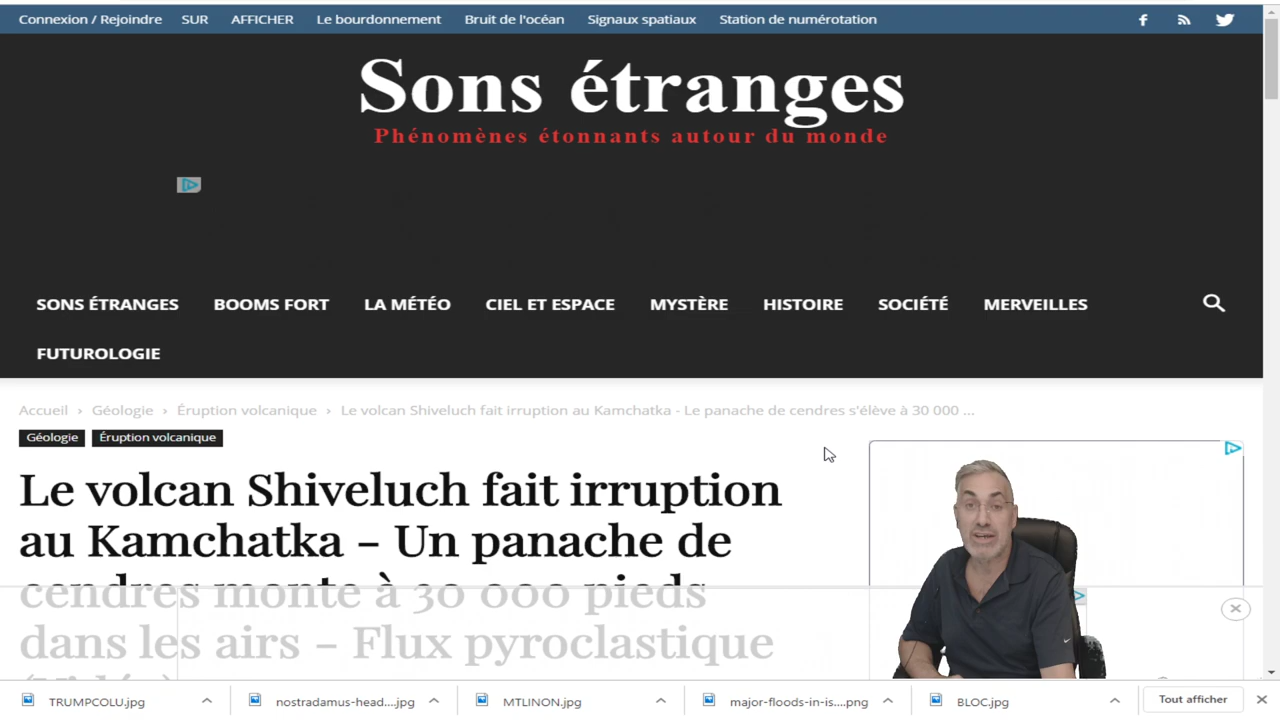 Connexion / Rejoindre SUR AFFICHER Le bourdonnement Bruit de l'océan Signaux spatiaux Station de numérotation
Sons étranges
Phénomènes étonnants autour du monde
SONS ÉTRANGES BOOMS FORT LA MÉTÉO CIEL ET ESPACE MYSTÈRE HISTOIRE SOCIÉTÉ MERVEILLES
FUTUROLOGIE
Accueil › Géologie › Éruption volcanique › Le volcan Shiveluch fait irruption au Kamchatka - Le panache de cendres s'élève à 30 000 ...
Géologie Éruption volcanique
Le volcan Shiveluch fait irruption
au Kamchatka – Un panache de
cendres monte à 30 000 pieds
dans les airs – Flux pyroclastique
TRUMPCOLU.jpg nostradamus-head....jpg MTLINON.jpg major-floods-in-is....png BLOC.jpg Tout afficher